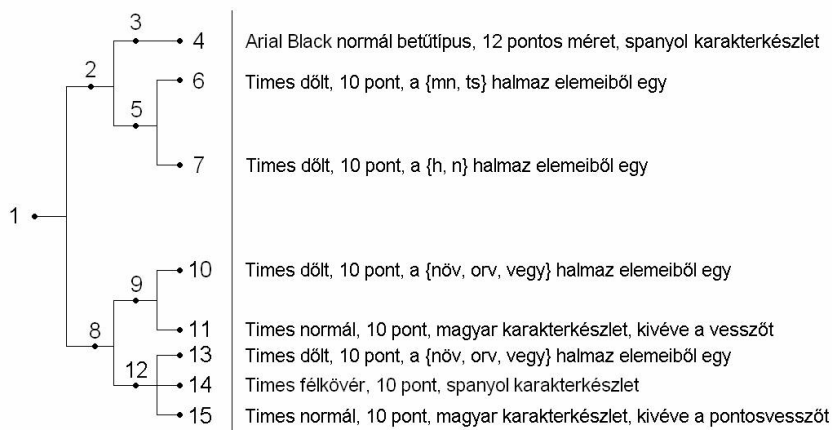 3
4 Arial Black normál betűtípus, 12 pontos méret, spanyol karakterkészlet
2
6 Times dőlt, 10 pont, a {mn, ts} halmaz elemeiből egy
5
7 Times dőlt, 10 pont, a {h, n} halmaz elemeiből egy
1
10 Times dőlt, 10 pont, a {növ, orv, vegy} halmaz elemeiből egy
9
11 Times normál, 10 pont, magyar karakterkészlet, kivéve a vesszőt
8
13 Times dőlt, 10 pont, a {növ, orv, vegy} halmaz elemeiből egy
12
14 Times félkövér, 10 pont, spanyol karakterkészlet
15 Times normál, 10 pont, magyar karakterkészlet, kivéve a pontosvesszőt